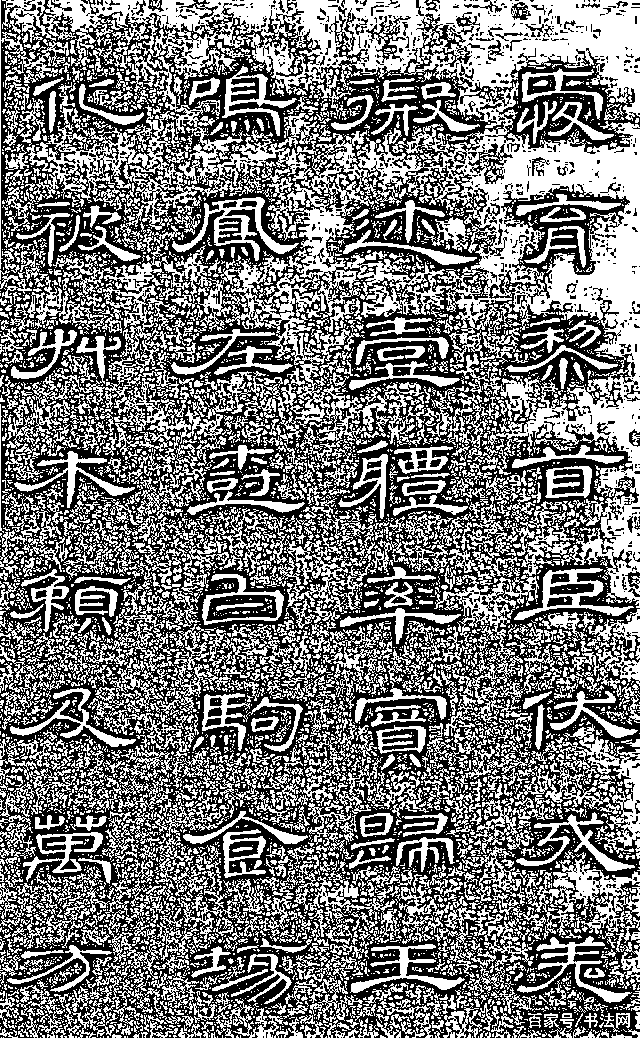 愛育黎首臣伏戎羌
遐迩壹體率賓歸王
鳴鳳在樹白駒食場
化被艸木賴及萬方
百家号/书法网